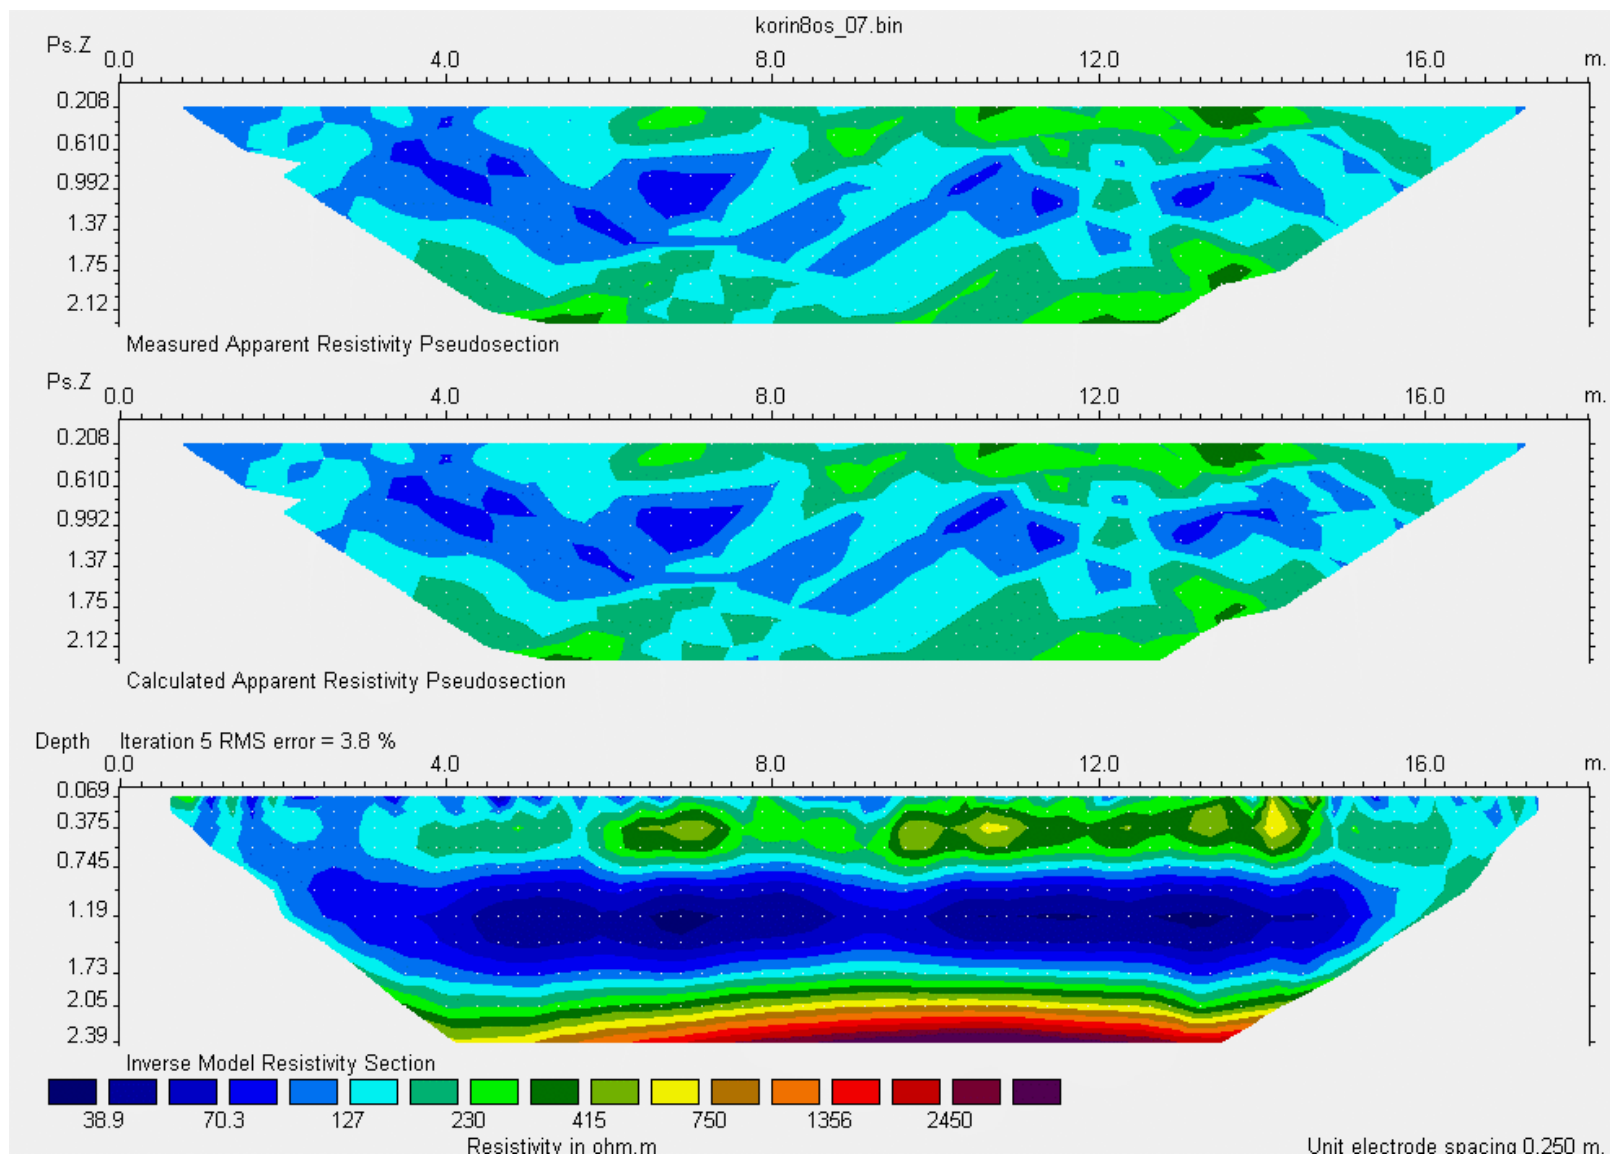 korin8os_07.bin
Ps.Z 0.0 4.0 8.0 12.0 16.0 m.
0.208
0.610
0.992
1.37
1.75
2.12
Measured Apparent Resistivity Pseudosection
Ps.Z 0.0 4.0 8.0 12.0 16.0 m.
0.208
0.610
0.992
1.37
1.75
2.12
Calculated Apparent Resistivity Pseudosection
Depth Iteration 5 RMS error = 3.8 %
0.0 4.0 8.0 12.0 16.0 m.
0.069
0.375
0.745
1.19
1.73
2.05
2.39
Inverse Model Resistivity Section
38.9 70.3 127 230 415 750 1356 2450
Resistivity in ohm.m
Unit electrode spacing 0.250 m.